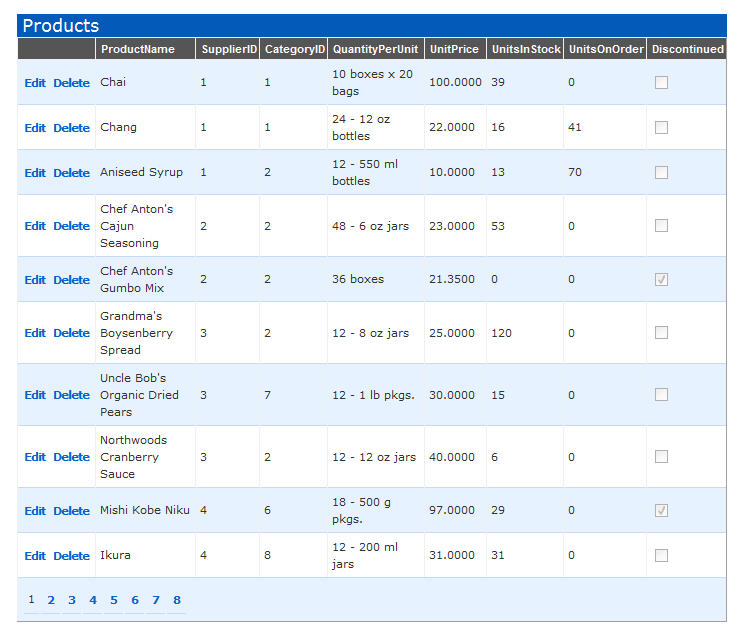 Products
ProductName SupplierID CategoryID QuantityPerUnit UnitPrice UnitsInStock UnitsOnOrder Discontinued
Edit Delete Chai 1 1 10 boxes x 20 bags 100.0000 39 0
Edit Delete Chang 1 1 24 - 12 oz bottles 22.0000 16 41
Edit Delete Aniseed Syrup 1 2 12 - 550 ml bottles 10.0000 13 70
Edit Delete Chef Anton's Cajun Seasoning 2 2 48 - 6 oz jars 23.0000 53 0
Edit Delete Chef Anton's Gumbo Mix 2 2 36 boxes 21.3500 0 0
Edit Delete Grandma's Boysenberry Spread 3 2 12 - 8 oz jars 25.0000 120 0
Edit Delete Uncle Bob's Organic Dried Pears 3 7 12 - 1 lb pkgs. 30.0000 15 0
Edit Delete Northwoods Cranberry Sauce 3 2 12 - 12 oz jars 40.0000 6 0
Edit Delete Mishi Kobe Niku 4 6 18 - 500 g pkgs. 97.0000 29 0
Edit Delete Ikura 4 8 12 - 200 ml jars 31.0000 31 0
1 2 3 4 5 6 7 8